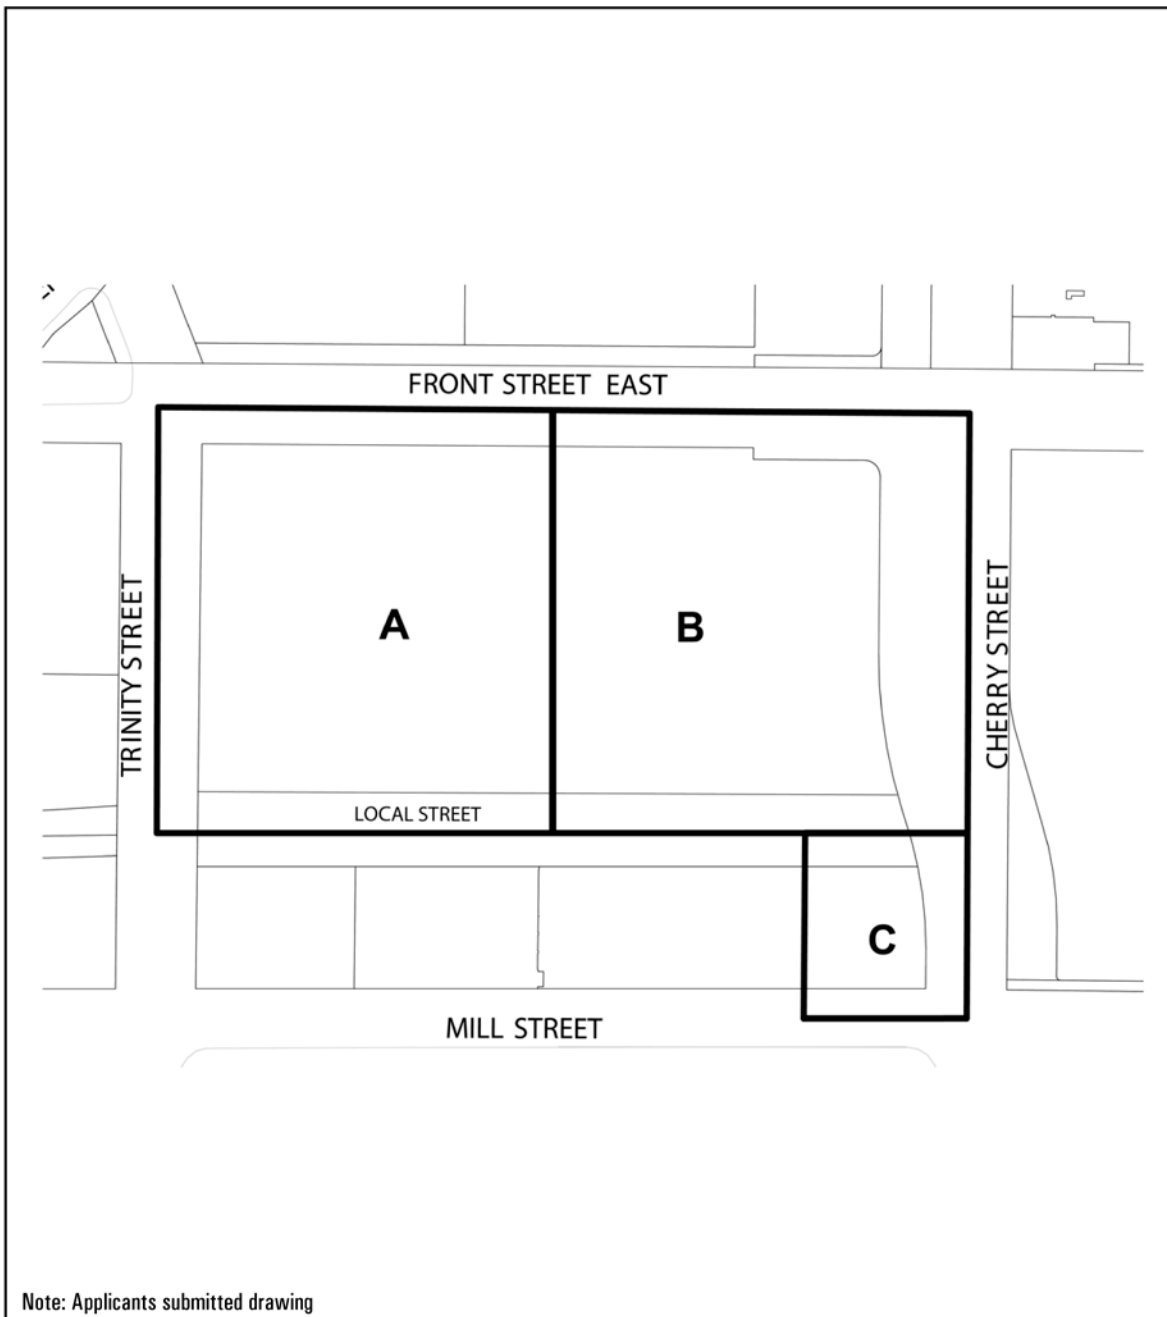 FRONT STREET EAST
TRINITY STREET
A
B
CHERRY STREET
LOCAL STREET
C
MILL STREET
Note: Applicants submitted drawing